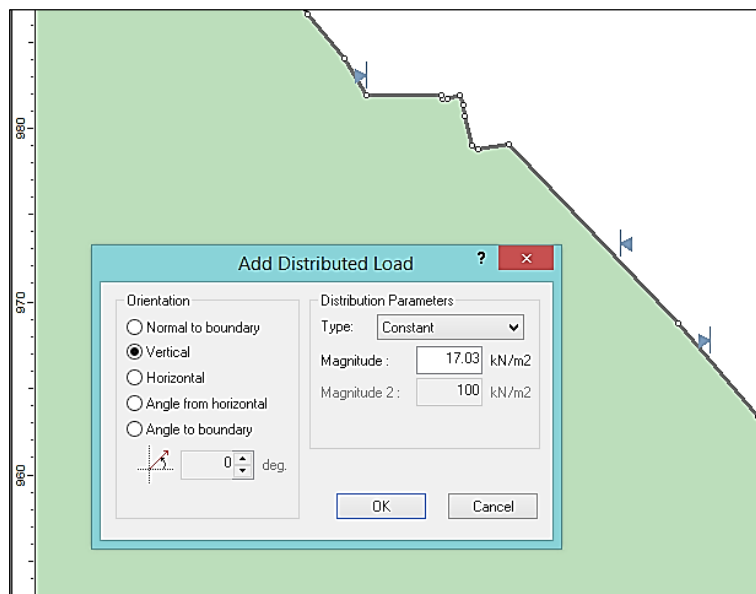 980
970
960
Add Distributed Load
?
Orientation
Normal to boundary
Vertical
Horizontal
Angle from horizontal
Angle to boundary
0 deg.
Distribution Parameters
Type: Constant
Magnitude : 17.03 kN/m2
Magnitude 2 : 100 kN/m2
OK Cancel